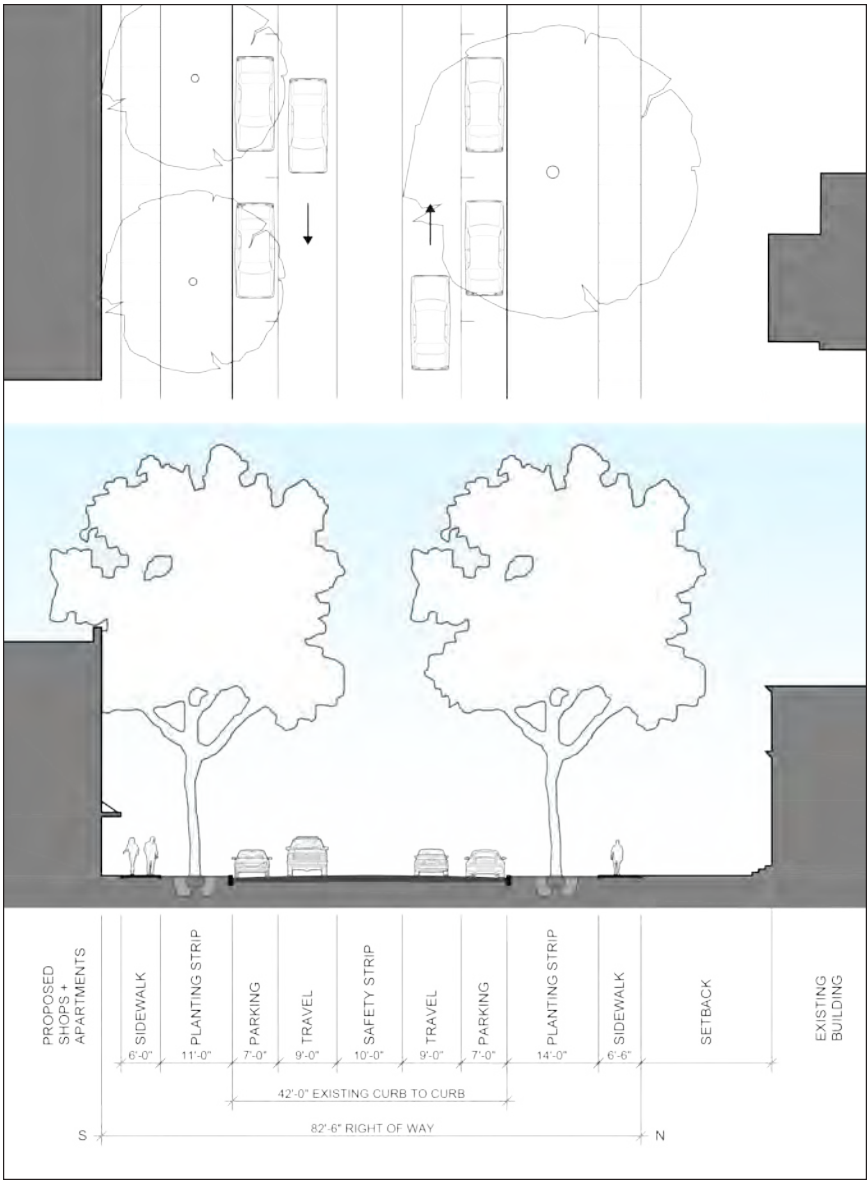 PROPOSED
SHOPS +
APARTMENTS
SIDEWALK
PLANTING STRIP
PARKING
TRAVEL
SAFETY STRIP
TRAVEL
PARKING
PLANTING STRIP
SIDEWALK
SETBACK
EXISTING
BUILDING
6'-0" 11'-0" 7'-0" 9'-0" 10'-0" 9'-0" 7'-0" 14'-0" 6'-6"
42'-0" EXISTING CURB TO CURB
S 82'-6" RIGHT OF WAY N